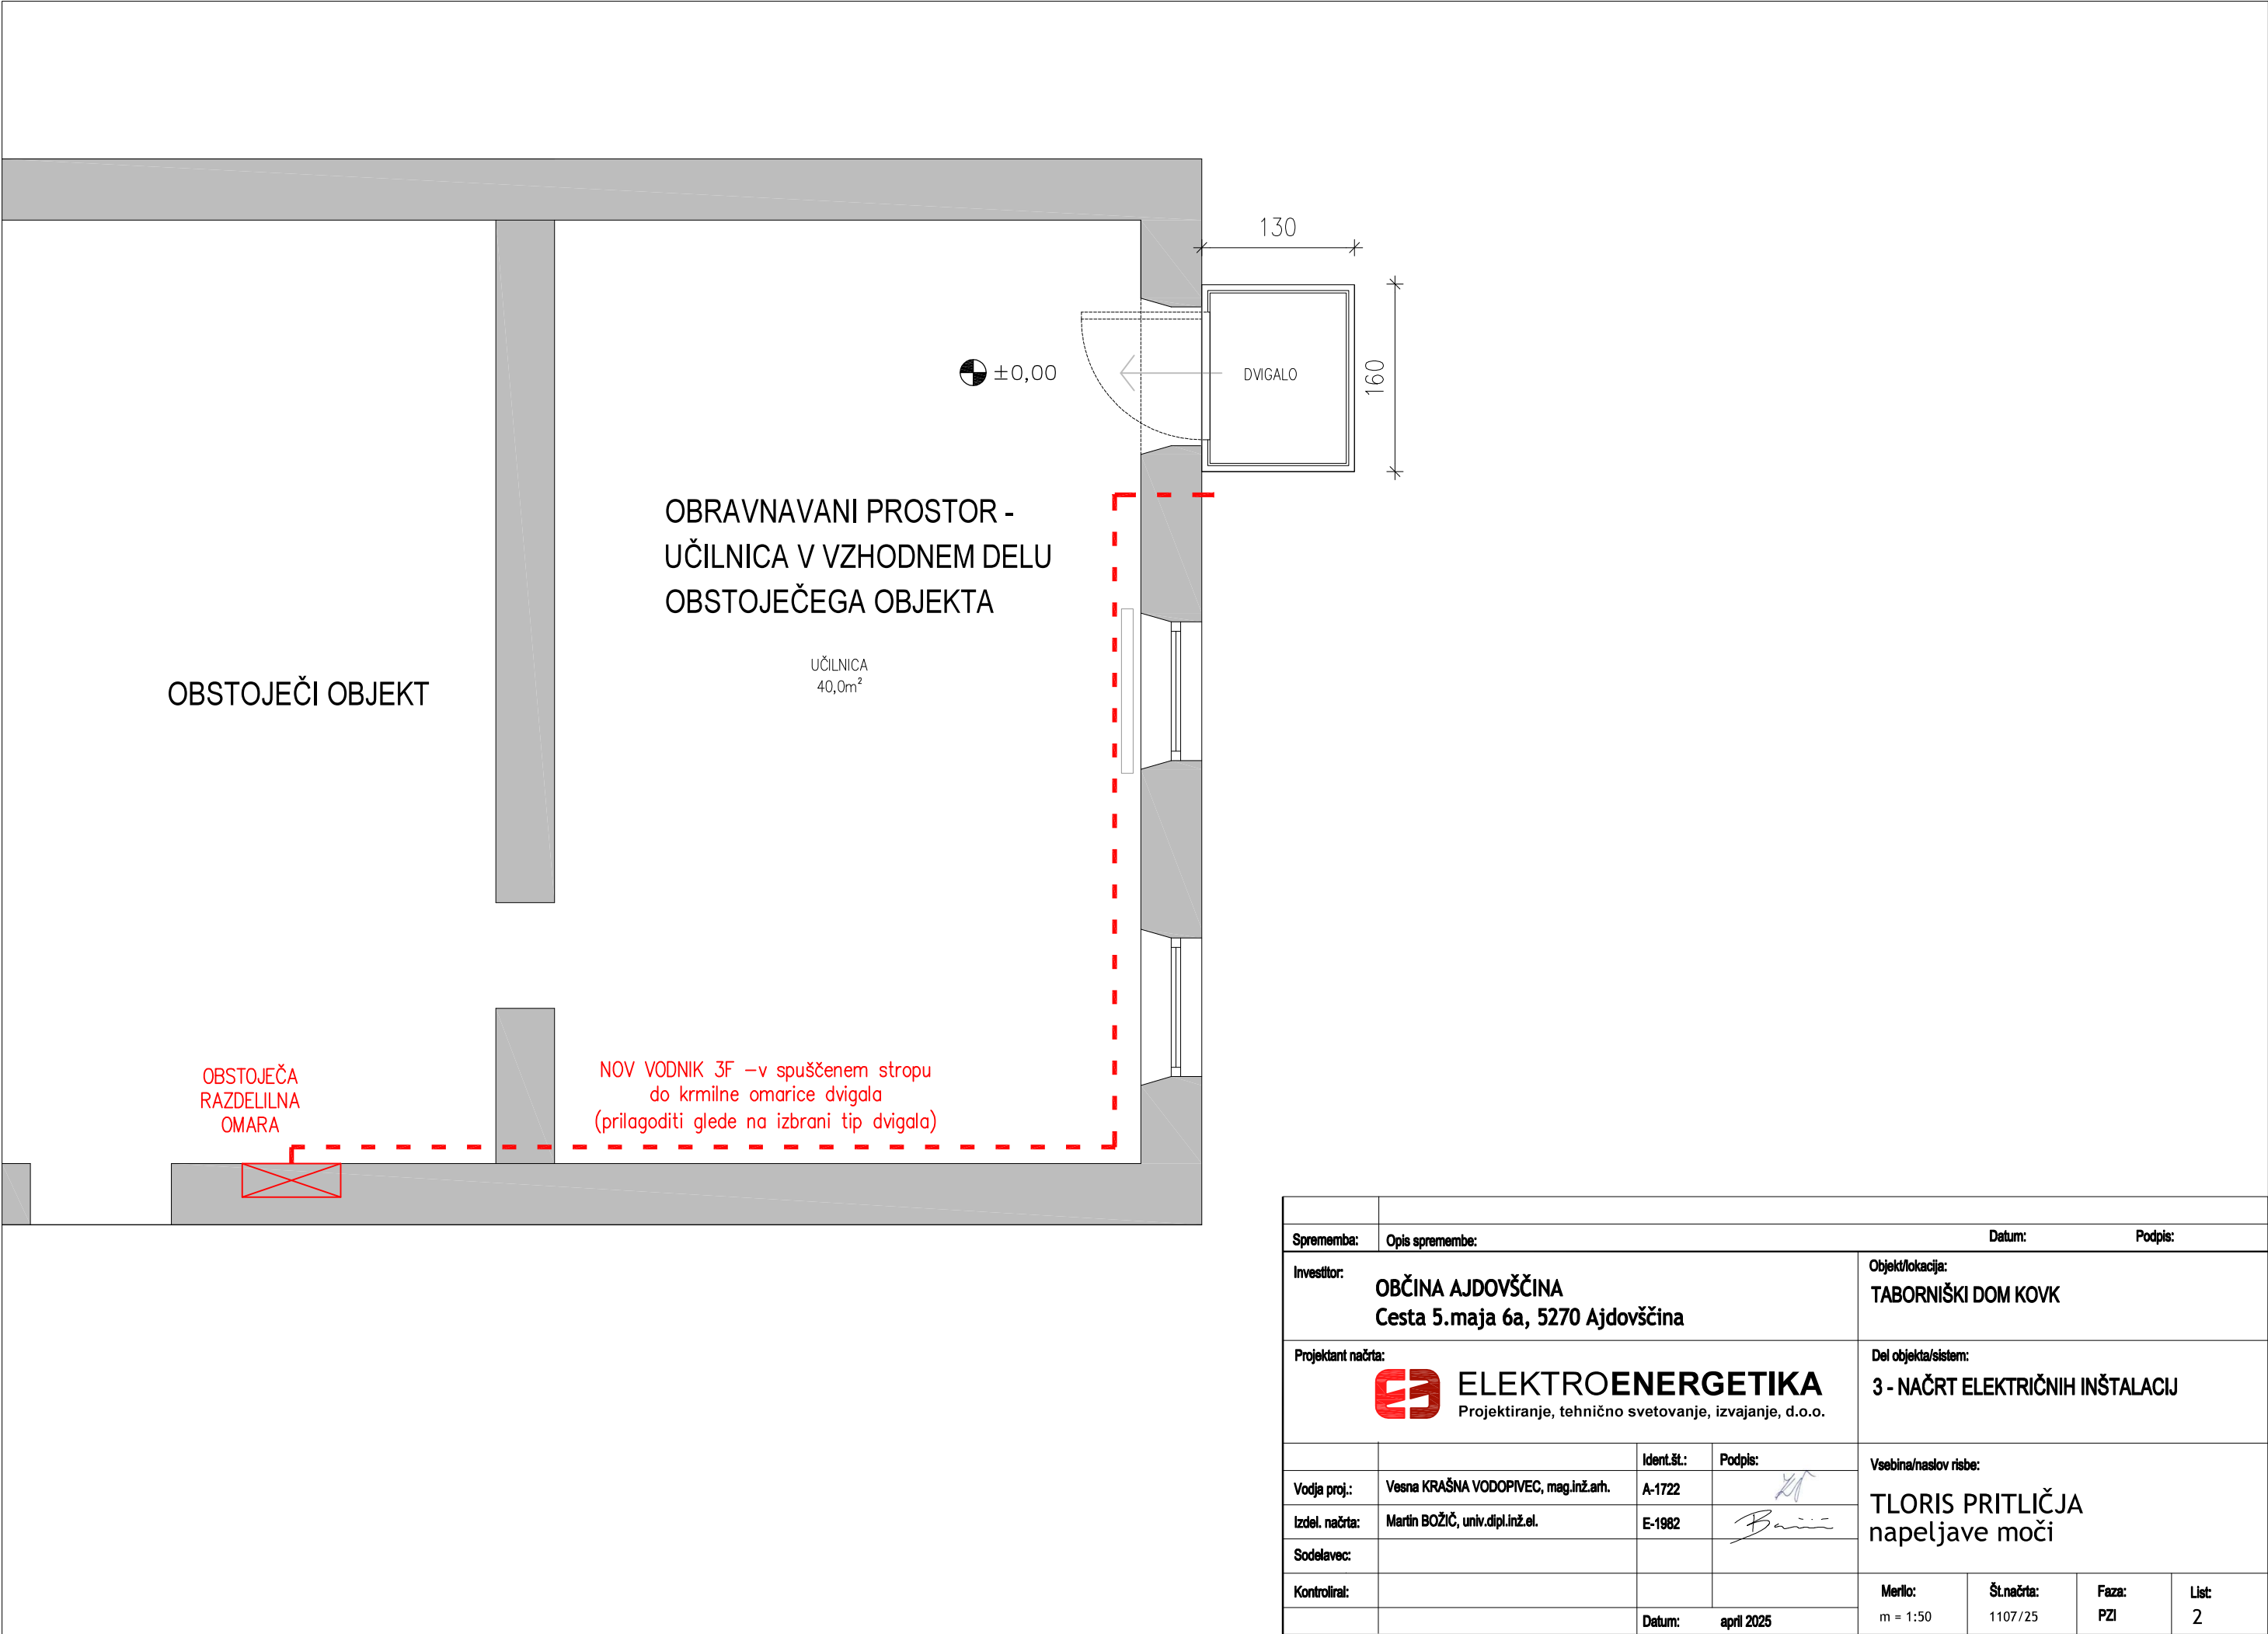 130
160
±0,00
DVIGALO
OBRAVNAVANI PROSTOR -
UČILNICA V VZHODNEM DELU
OBSTOJEČEGA OBJEKTA
UČILNICA
40,0m²
OBSTOJEČI OBJEKT
OBSTOJEČA
RAZDELILNA
OMARA
NOV VODNIK 3F –v spuščenem stropu
do krmilne omarice dvigala
(prilagoditi glede na izbrani tip dvigala)
Sprememba: Opis spremembe: Datum: Podpis:
Investitor:
OBČINA AJDOVŠČINA
Cesta 5.maja 6a, 5270 Ajdovščina
Objekt/lokacija:
TABORNIŠKI DOM KOVK
Projektant načrta:
ELEKTROENERGETIKA
Projektiranje, tehnično svetovanje, izvajanje, d.o.o.
Del objekta/sistem:
3 - NAČRT ELEKTRIČNIH INŠTALACIJ
Ident.št.: Podpis:
Vodja proj.: Vesna KRAŠNA VODOPIVEC, mag.inž.arh. A-1722
Izdel. načrta: Martin BOŽIČ, univ.dipl.inž.el. E-1982
Sodelavec:
Kontroliral:
Datum: april 2025
Vsebina/naslov risbe:
TLORIS PRITLIČJA
napeljave moči
Merilo: Št.načrta: Faza: List:
m = 1:50 1107/25 PZI 2